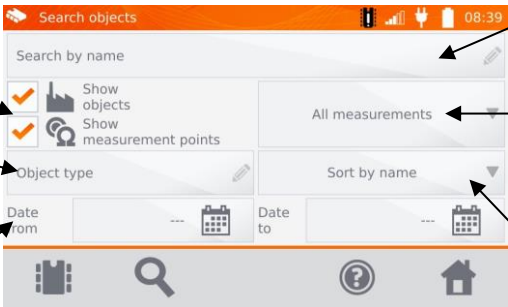 Search objects
08:39
Search by name
Show
objects
Show
measurement points
All measurements
Object type
Sort by name
Date
from
---
Date
to
---